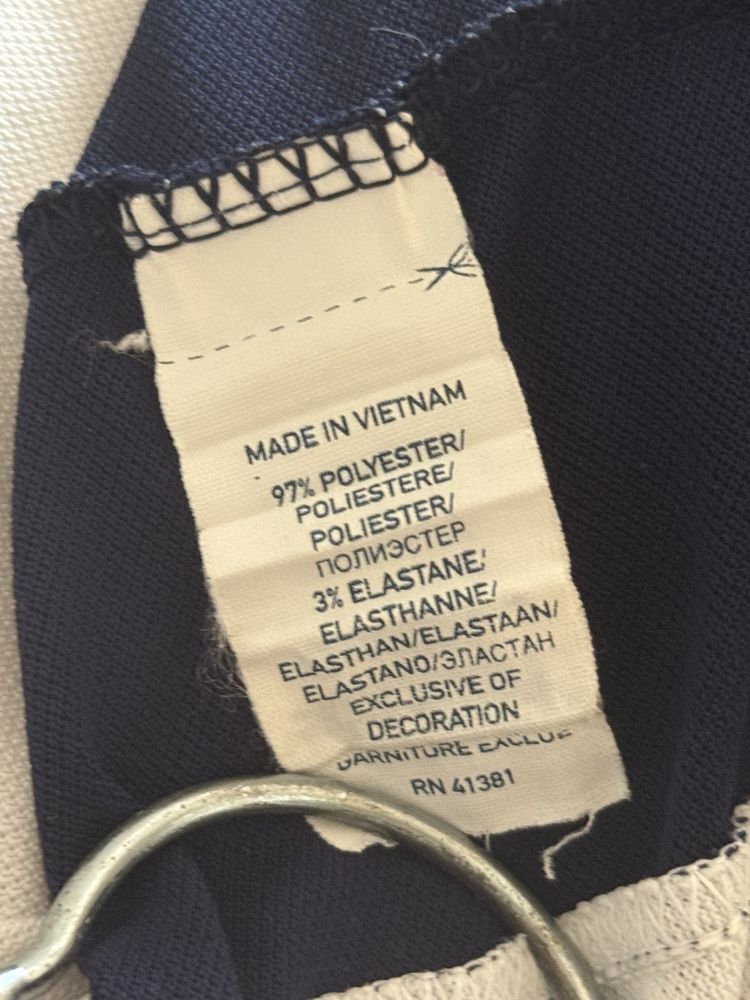 MADE IN VIETNAM
97% POLYESTER/
POLIESTERE/
POLIESTER/
ПОЛИЭСТЕР
3% ELASTANE/
ELASTHANNE/
ELASTHAN/ELASTAAN/
ELASTANO/ЭЛАСТАН
EXCLUSIVE OF
DECORATION
GARNITURE EXCLUE
RN 41381